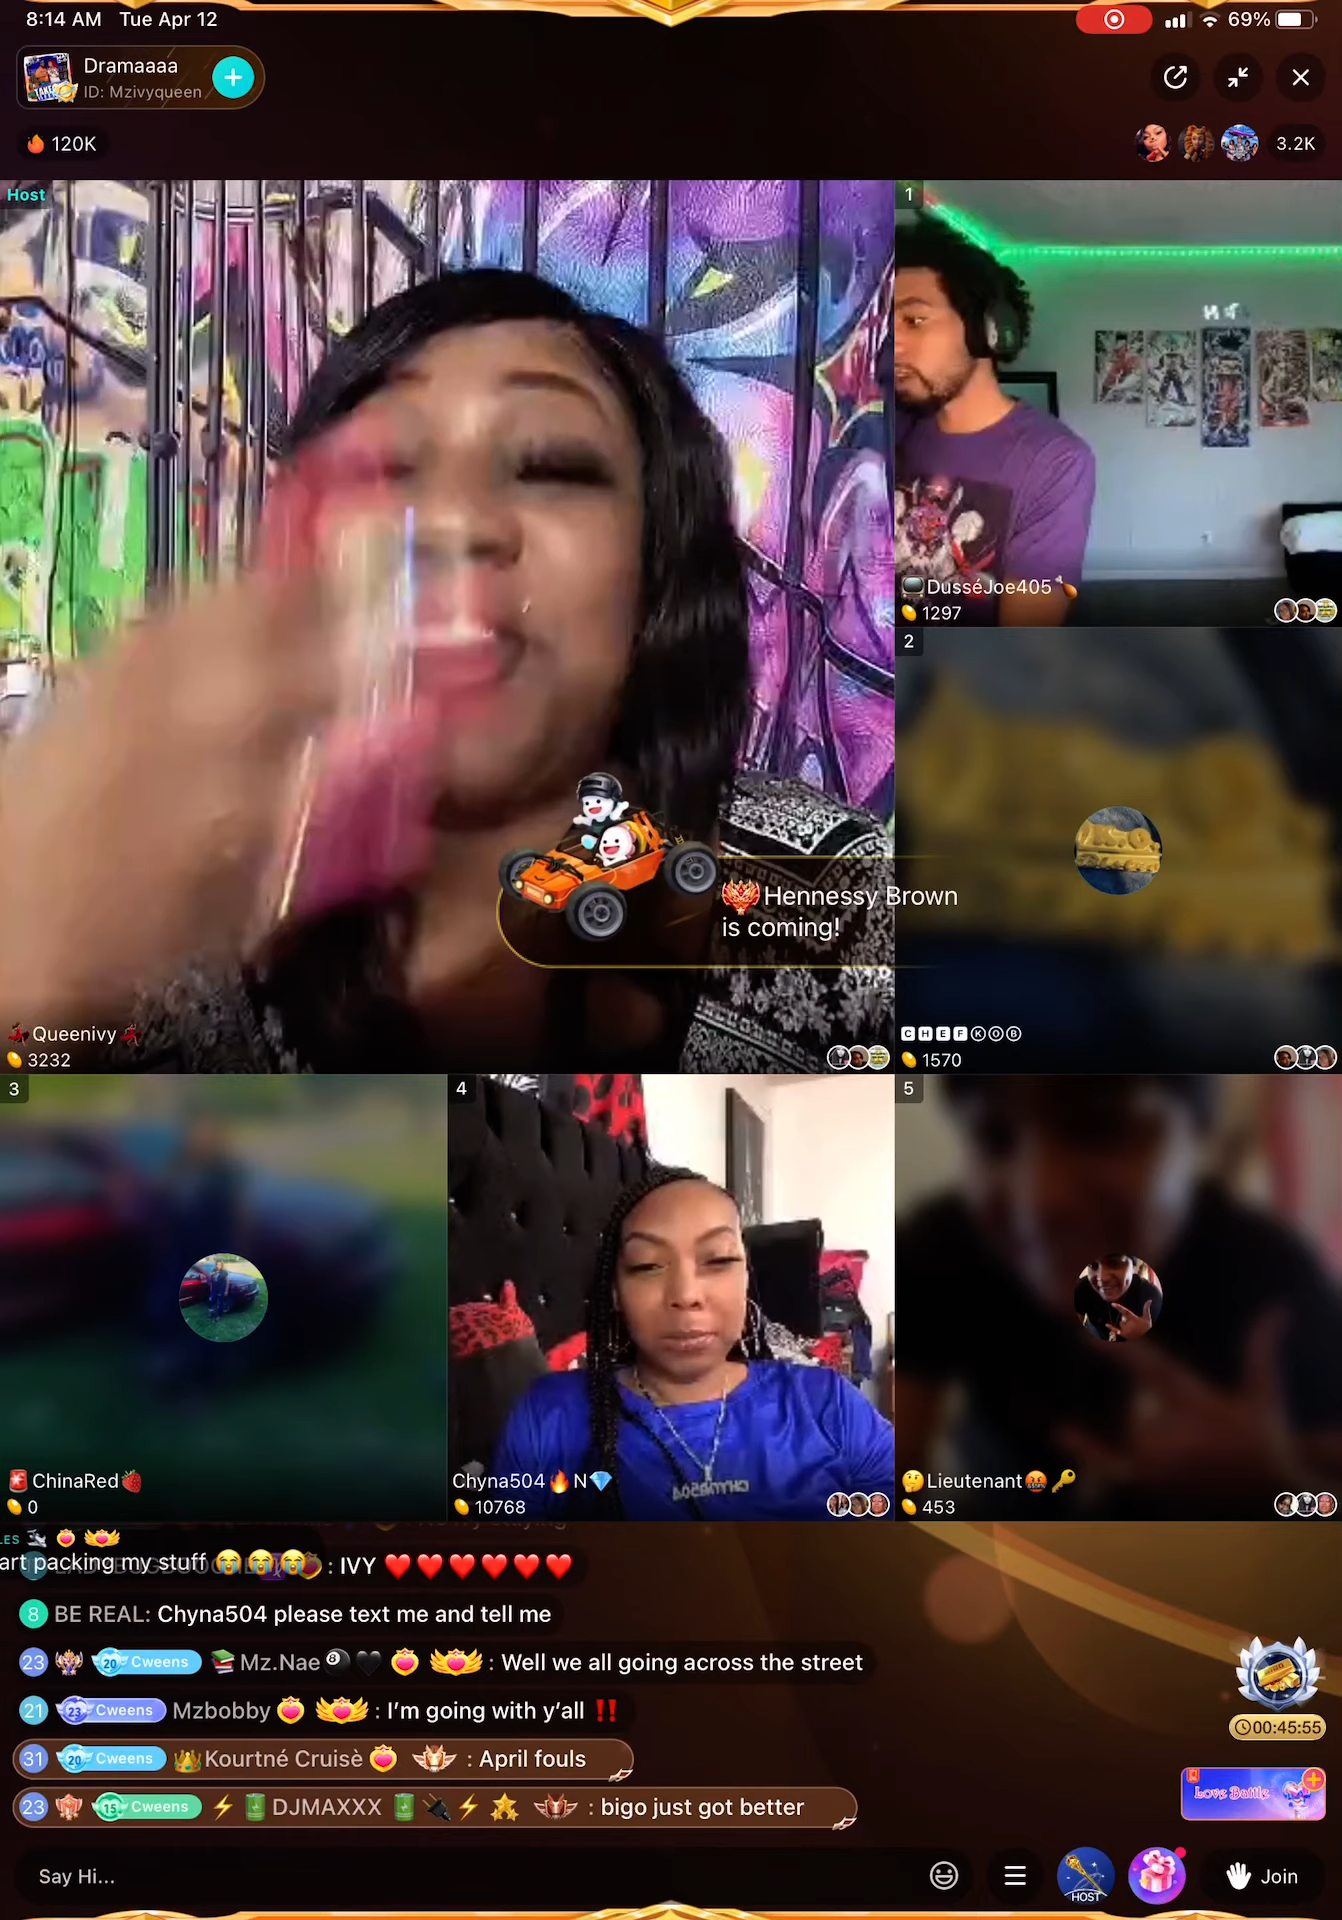 8:14 AM Tue Apr 12
69%
Dramaaaa
ID: Mzivyqueen
120K
3.2K
Host
1
DusséJoe405
1297
2
Hennessy Brown
is coming!
Queenivy
3232
CHEFKOB
1570
3
4
5
ChinaRed
0
Chyna504🔥N💎
10768
🤔Lieutenant🤬🔑
453
art packing my stuff 😭😭😭
: IVY ❤️❤️❤️❤️❤️❤️
8 BE REAL: Chyna504 please text me and tell me
23 20 Cweens 📚Mz.Nae🎱🖤 : Well we all going across the street
21 23 Cweens Mzbobby : I'm going with y'all ‼️
31 20 Cweens 👑Kourtné Cruisè : April fouls
23 15 Cweens ⚡🔋DJMAXXX🔋🔌⚡ : bigo just got better
00:45:55
Love Battle
Say Hi...
HOST
Join